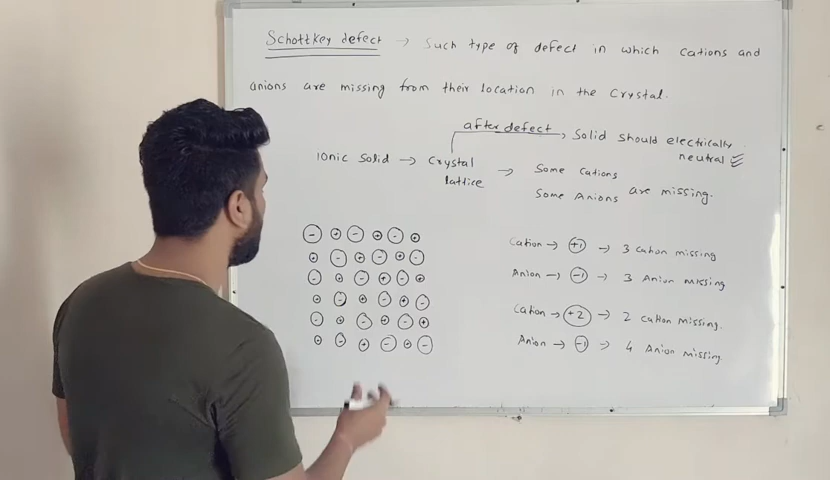 Schottkey defect → Such type of defect in which cations and
anions are missing from their location in the crystal.
after defect → Solid should electrically
neutral
Ionic solid → Crystal
lattice → Some Cations
Some Anions are missing.
- + - + - +
+ - + - + -
- + - + - +
+ - + - + -
- + - + - +
+ - + - + -
Cation → +1 → 3 cation missing
Anion → -1 → 3 Anion missing
Cation → +2 → 2 cation missing.
Anion → -1 → 4 Anion missing